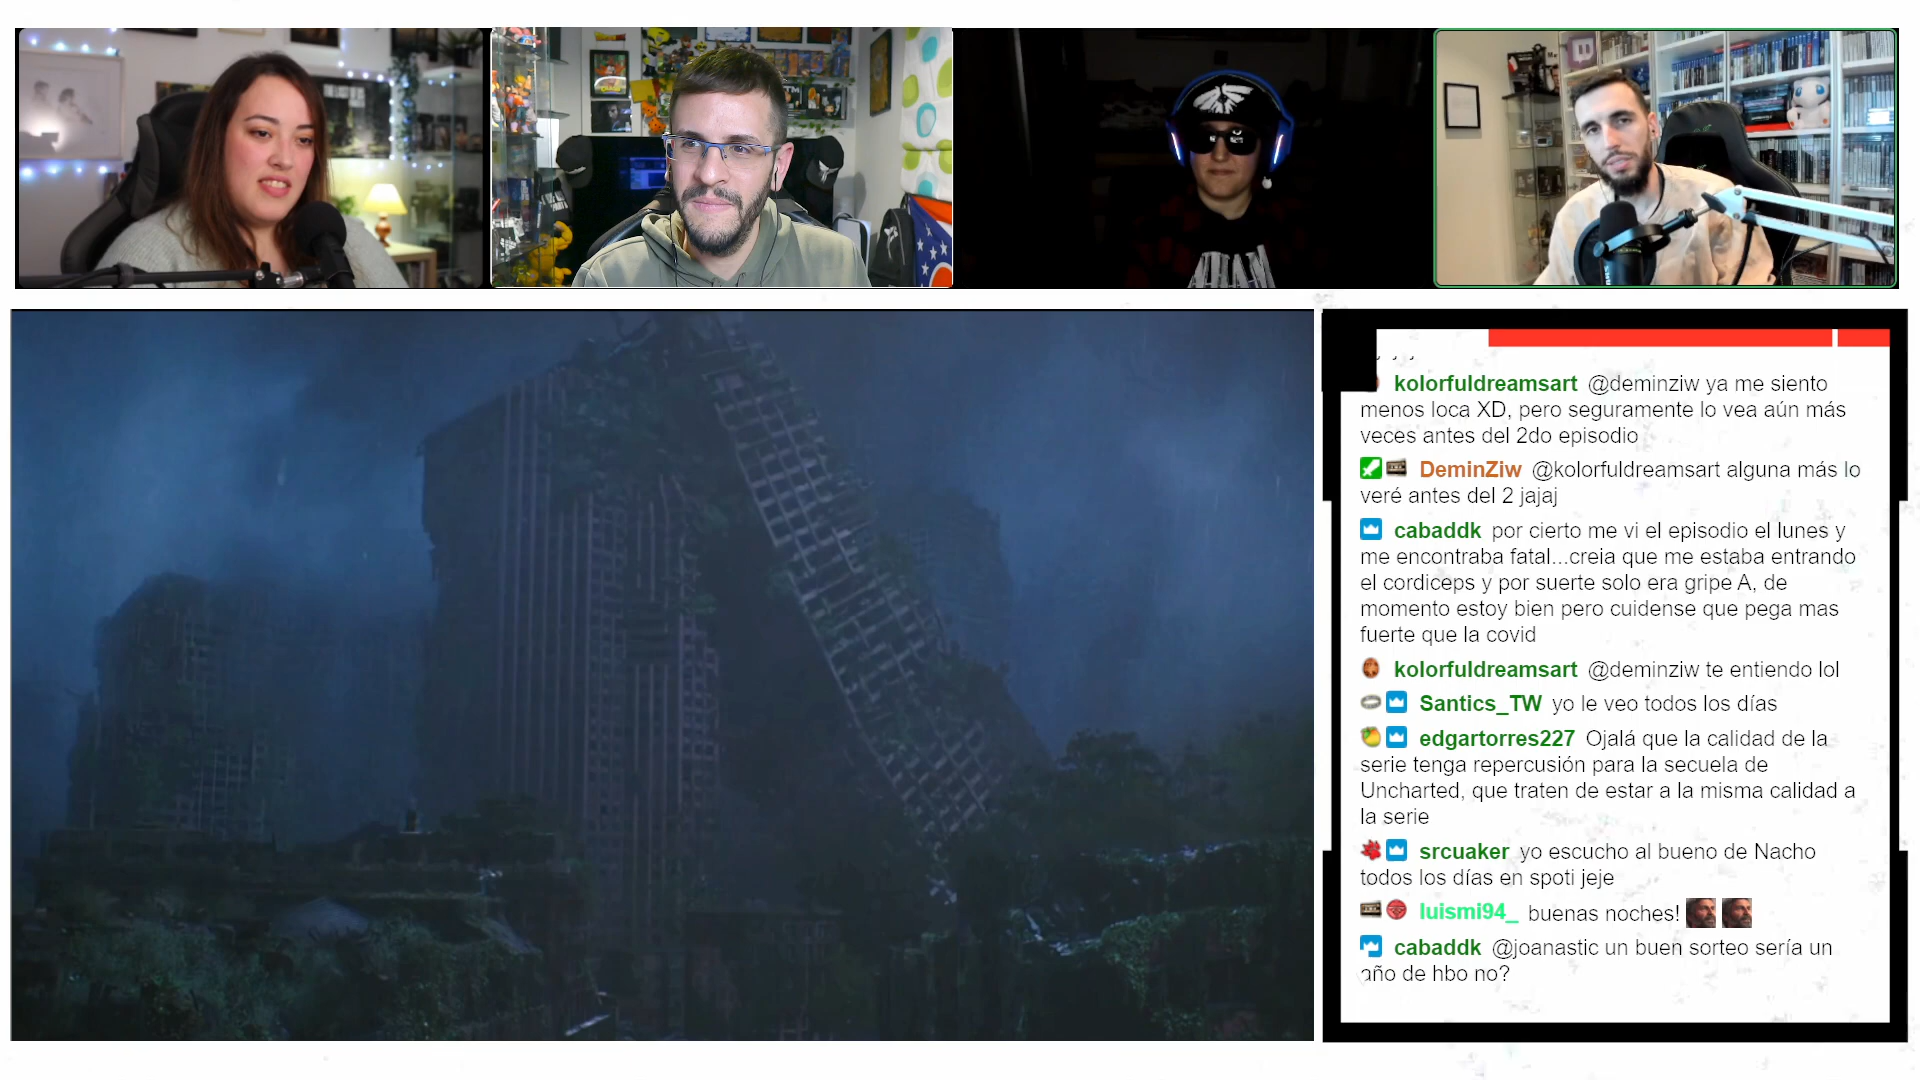 kolorfuldreamsart @deminziw ya me siento
menos loca XD, pero seguramente lo vea aún más
veces antes del 2do episodio
DeminZiw @kolorfuldreamsart alguna más lo
veré antes del 2 jajaj
cabaddk por cierto me vi el episodio el lunes y
me encontraba fatal...creia que me estaba entrando
el cordiceps y por suerte solo era gripe A, de
momento estoy bien pero cuidense que pega mas
fuerte que la covid
kolorfuldreamsart @deminziw te entiendo lol
Santics_TW yo le veo todos los días
edgartorres227 Ojalá que la calidad de la
serie tenga repercusión para la secuela de
Uncharted, que traten de estar a la misma calidad a
la serie
srcuaker yo escucho al bueno de Nacho
todos los días en spoti jeje
luismi94_ buenas noches!
cabaddk @joanastic un buen sorteo sería un
año de hbo no?